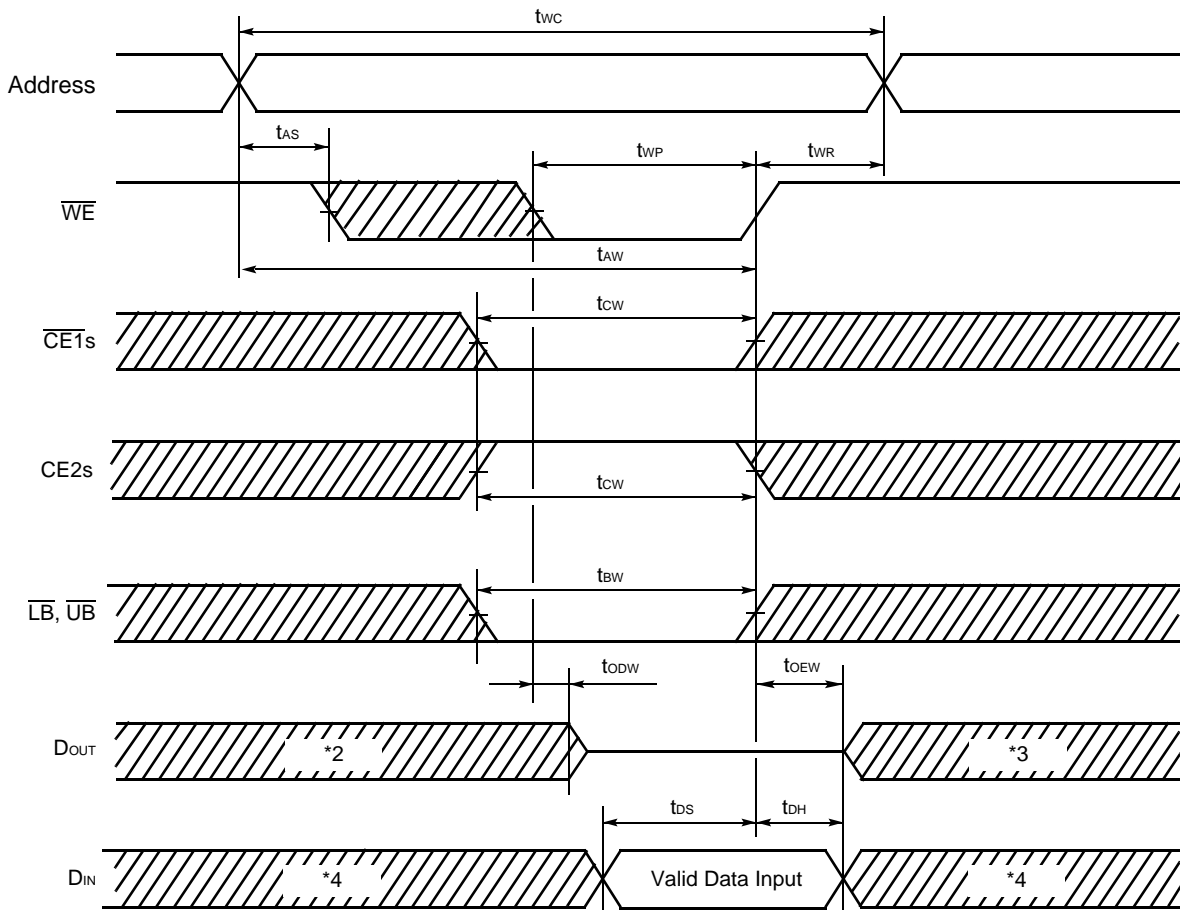 tWC
Address
tAS
tWP
tWR
WE
tAW
tCW
CE1s
CE2s
tCW
tBW
LB, UB
tODW
tOEW
DOUT
*2
*3
tDS
tDH
DIN
*4
Valid Data Input
*4